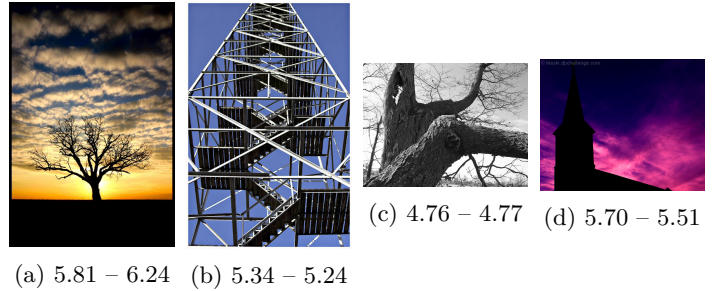 (a) 5.81 – 6.24
(b) 5.34 – 5.24
(c) 4.76 – 4.77
(d) 5.70 – 5.51